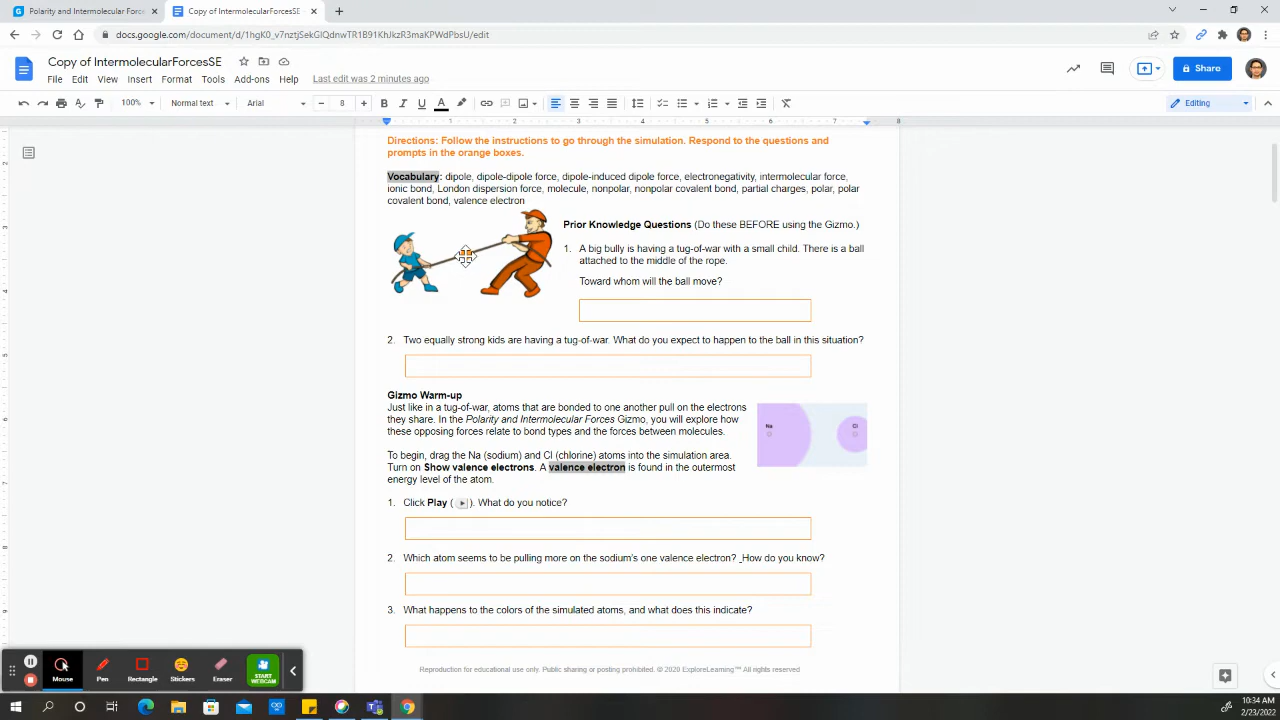 Polarity and Intermolecular Force
Copy of IntermolecularForcesSE –
docs.google.com/document/d/1hgK0_v7nztjSekGIQdnwTR1B91KhJkzR3maKPWdPbsU/edit
Copy of IntermolecularForcesSE
File Edit View Insert Format Tools Add-ons Help Last edit was 2 minutes ago
Share
100% Normal text Arial 8 Editing
1 2 3 4 5 6 7 8
Directions: Follow the instructions to go through the simulation. Respond to the questions and
prompts in the orange boxes.
Vocabulary: dipole, dipole-dipole force, dipole-induced dipole force, electronegativity, intermolecular force,
ionic bond, London dispersion force, molecule, nonpolar, nonpolar covalent bond, partial charges, polar, polar
covalent bond, valence electron
Prior Knowledge Questions (Do these BEFORE using the Gizmo.)
1. A big bully is having a tug-of-war with a small child. There is a ball
attached to the middle of the rope.
Toward whom will the ball move?
2. Two equally strong kids are having a tug-of-war. What do you expect to happen to the ball in this situation?
Gizmo Warm-up
Just like in a tug-of-war, atoms that are bonded to one another pull on the electrons
they share. In the Polarity and Intermolecular Forces Gizmo, you will explore how
these opposing forces relate to bond types and the forces between molecules.
Na Cl
To begin, drag the Na (sodium) and Cl (chlorine) atoms into the simulation area.
Turn on Show valence electrons. A valence electron is found in the outermost
energy level of the atom.
1. Click Play ( ). What do you notice?
2. Which atom seems to be pulling more on the sodium's one valence electron? _How do you know?
3. What happens to the colors of the simulated atoms, and what does this indicate?
Reproduction for educational use only. Public sharing or posting prohibited. © 2020 ExploreLearning™ All rights reserved
Mouse Pen Rectangle Stickers Eraser START WEBCAM
10:34 AM
2/23/2022